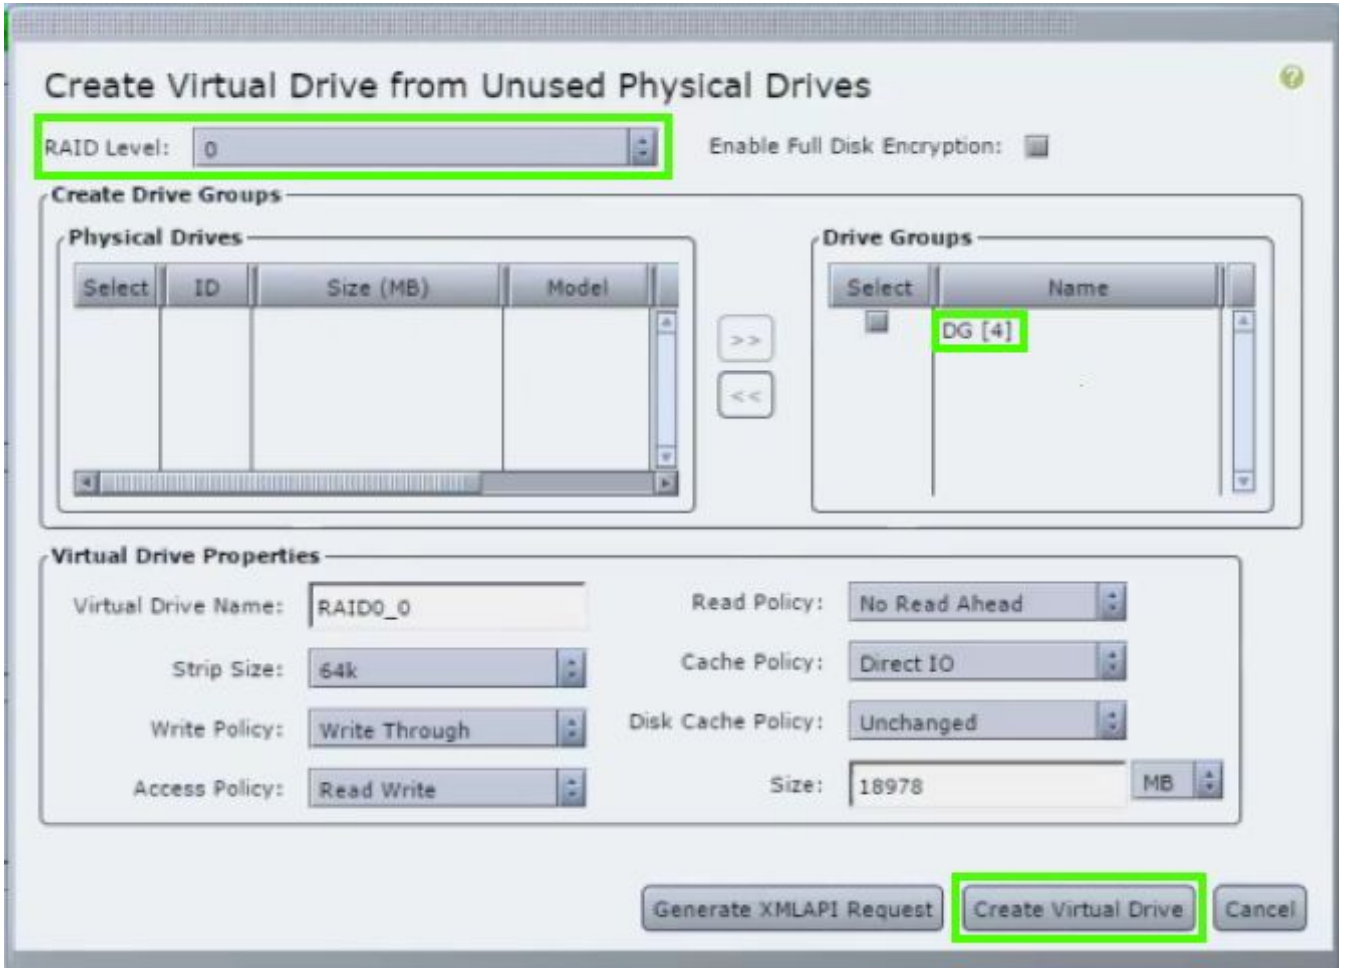 Create Virtual Drive from Unused Physical Drives
?
RAID Level: 0
Enable Full Disk Encryption:
Create Drive Groups
Physical Drives
Drive Groups
Select ID Size (MB) Model
Select Name
DG [4]
>>
<<
Virtual Drive Properties
Virtual Drive Name: RAID0_0
Read Policy: No Read Ahead
Strip Size: 64k
Cache Policy: Direct IO
Write Policy: Write Through
Disk Cache Policy: Unchanged
Access Policy: Read Write
Size: 18978 MB
Generate XMLAPI Request Create Virtual Drive Cancel